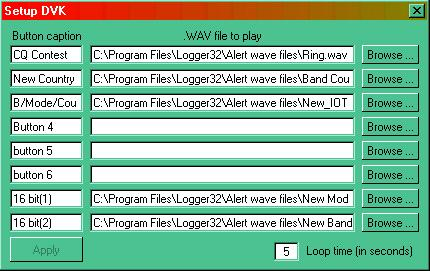 Setup DVK
Button caption .WAV file to play
CQ Contest C:\Program Files\Logger32\Alert wave files\Ring.wav Browse ...
New Country C:\Program Files\Logger32\Alert wave files\Band Cou Browse ...
B/Mode/Cou C:\Program Files\Logger32\Alert wave files\New_IOT Browse ...
Button 4 Browse ...
button 5 Browse ...
button 6 Browse ...
16 bit(1) C:\Program Files\Logger32\Alert wave files\New Mod Browse ...
16 bit(2) C:\Program Files\Logger32\Alert wave files\New Band Browse ...
Apply 5 Loop time (in seconds)